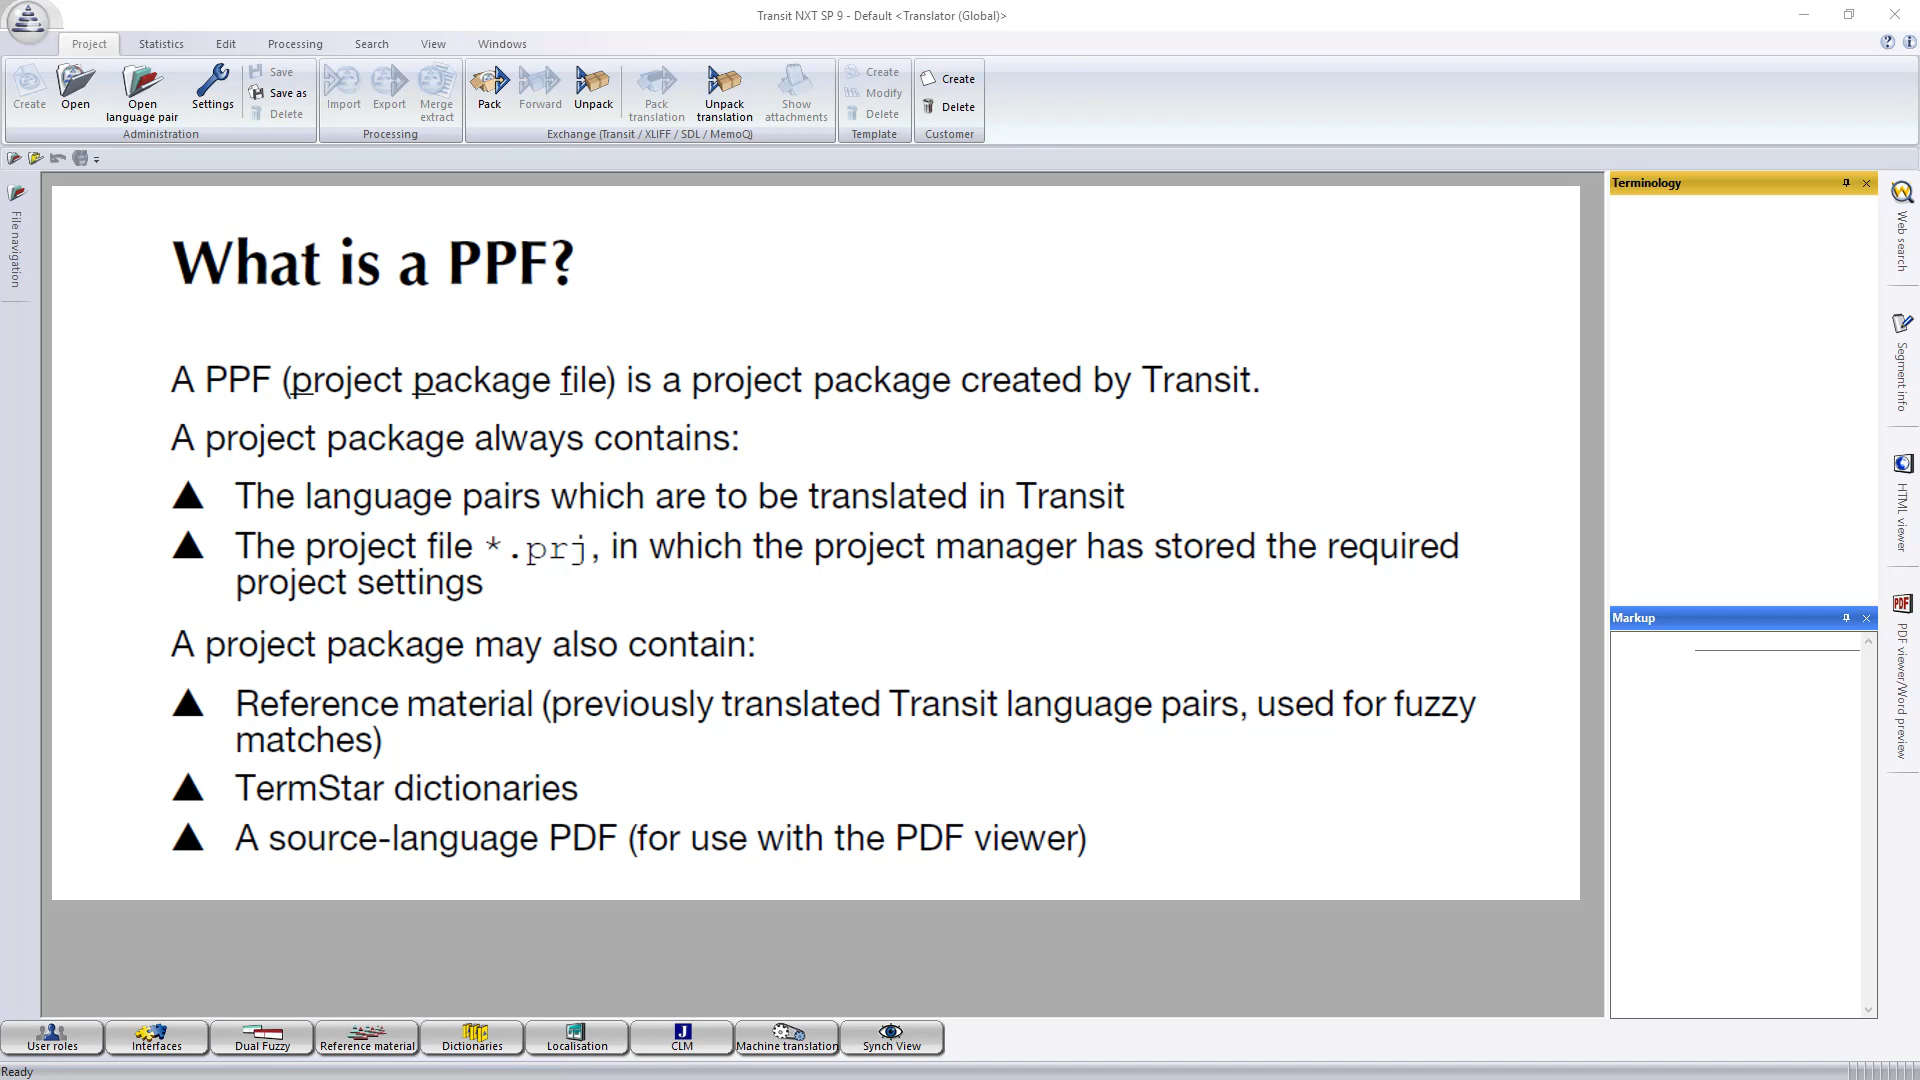 Transit NXT SP 9 - Default <Translator (Global)>
Project Statistics Edit Processing Search View Windows
Create
Open
Open language pair
Settings
Save
Save as
Delete
Administration
Import
Export
Merge extract
Processing
Pack
Forward
Unpack
Pack translation
Unpack translation
Show attachments
Exchange (Transit / XLIFF / SDL / MemoQ)
Create
Modify
Delete
Template
Create
Delete
Customer
File navigation
What is a PPF?
A PPF (project package file) is a project package created by Transit.
A project package always contains:
▲ The language pairs which are to be translated in Transit
▲ The project file *.prj, in which the project manager has stored the required
project settings
A project package may also contain:
▲ Reference material (previously translated Transit language pairs, used for fuzzy
matches)
▲ TermStar dictionaries
▲ A source-language PDF (for use with the PDF viewer)
Terminology
Markup
Web search
Segment info
HTML viewer
PDF
PDF viewer/Word preview
User roles
Interfaces
Dual Fuzzy
Reference material
Dictionaries
Localisation
J
CLM
Machine translation
Synch View
Ready